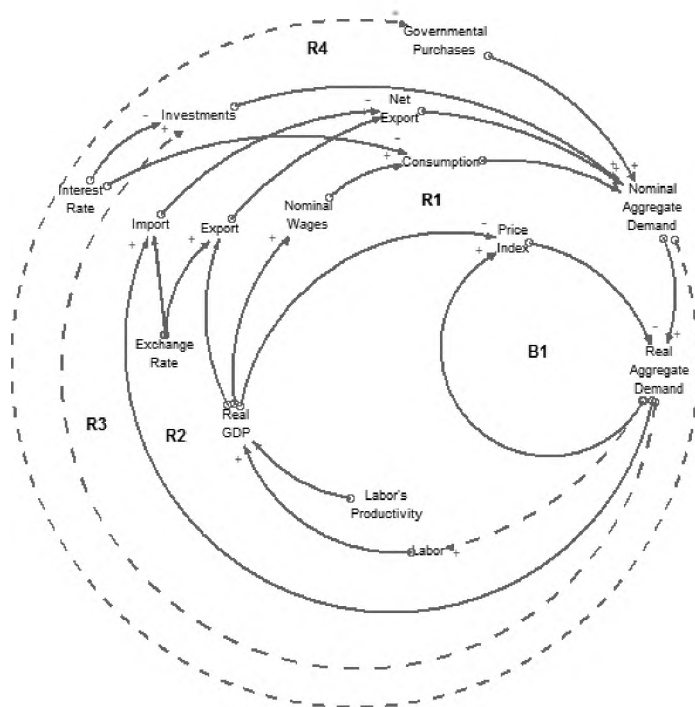 Governmental
Purchases
R4
Investments
Net
Export
Consumption
Interest
Rate
Nominal
Aggregate
Demand
Import
Export
Nominal
Wages
R1
Price
Index
Exchange
Rate
B1
Real
Aggregate
Demand
R3
R2
Real
GDP
Labor's
Productivity
Labor